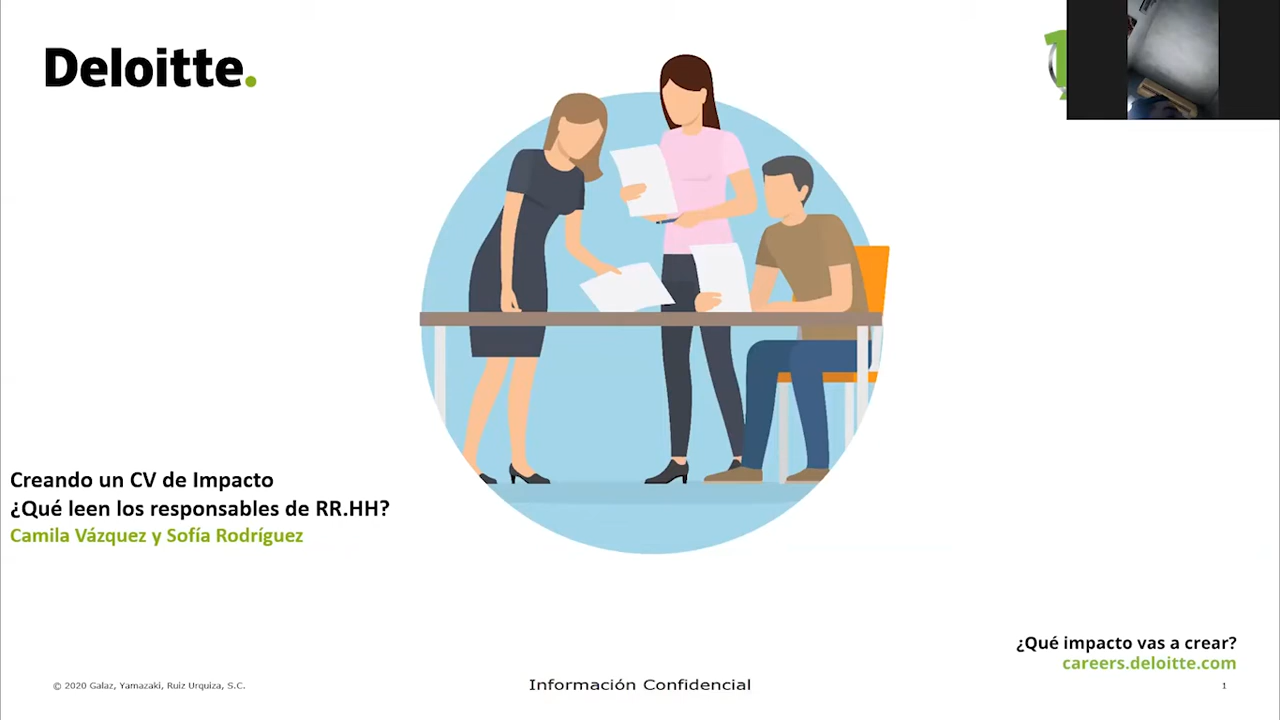 Deloitte.
Creando un CV de Impacto
¿Qué leen los responsables de RR.HH?
Camila Vázquez y Sofía Rodríguez
¿Qué impacto vas a crear?
careers.deloitte.com
© 2020 Galaz, Yamazaki, Ruiz Urquiza, S.C.
Información Confidencial
1